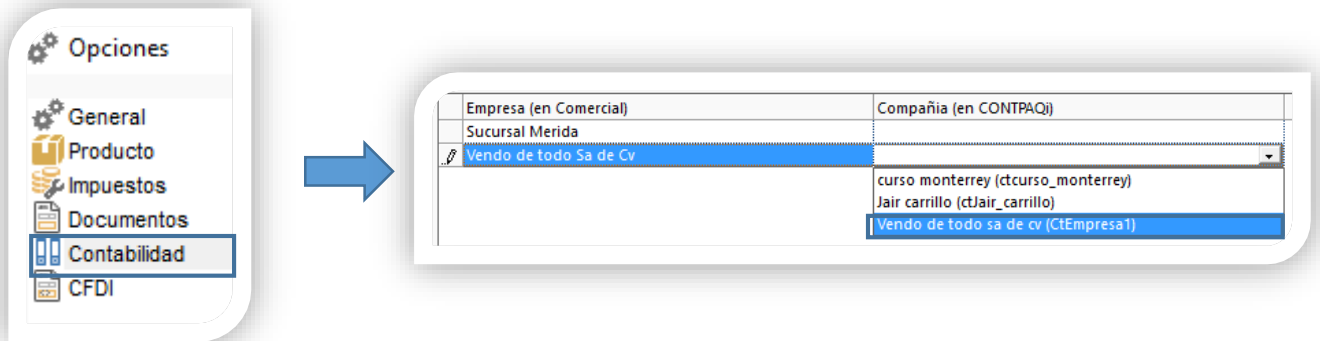 Opciones
General
Producto
Impuestos
Documentos
Contabilidad
CFDI
Empresa (en Comercial) Compañia (en CONTPAQi)
Sucursal Merida
Vendo de todo Sa de Cv
curso monterrey (ctcurso_monterrey)
Jair carrillo (ctJair_carrillo)
Vendo de todo sa de cv (CtEmpresa1)